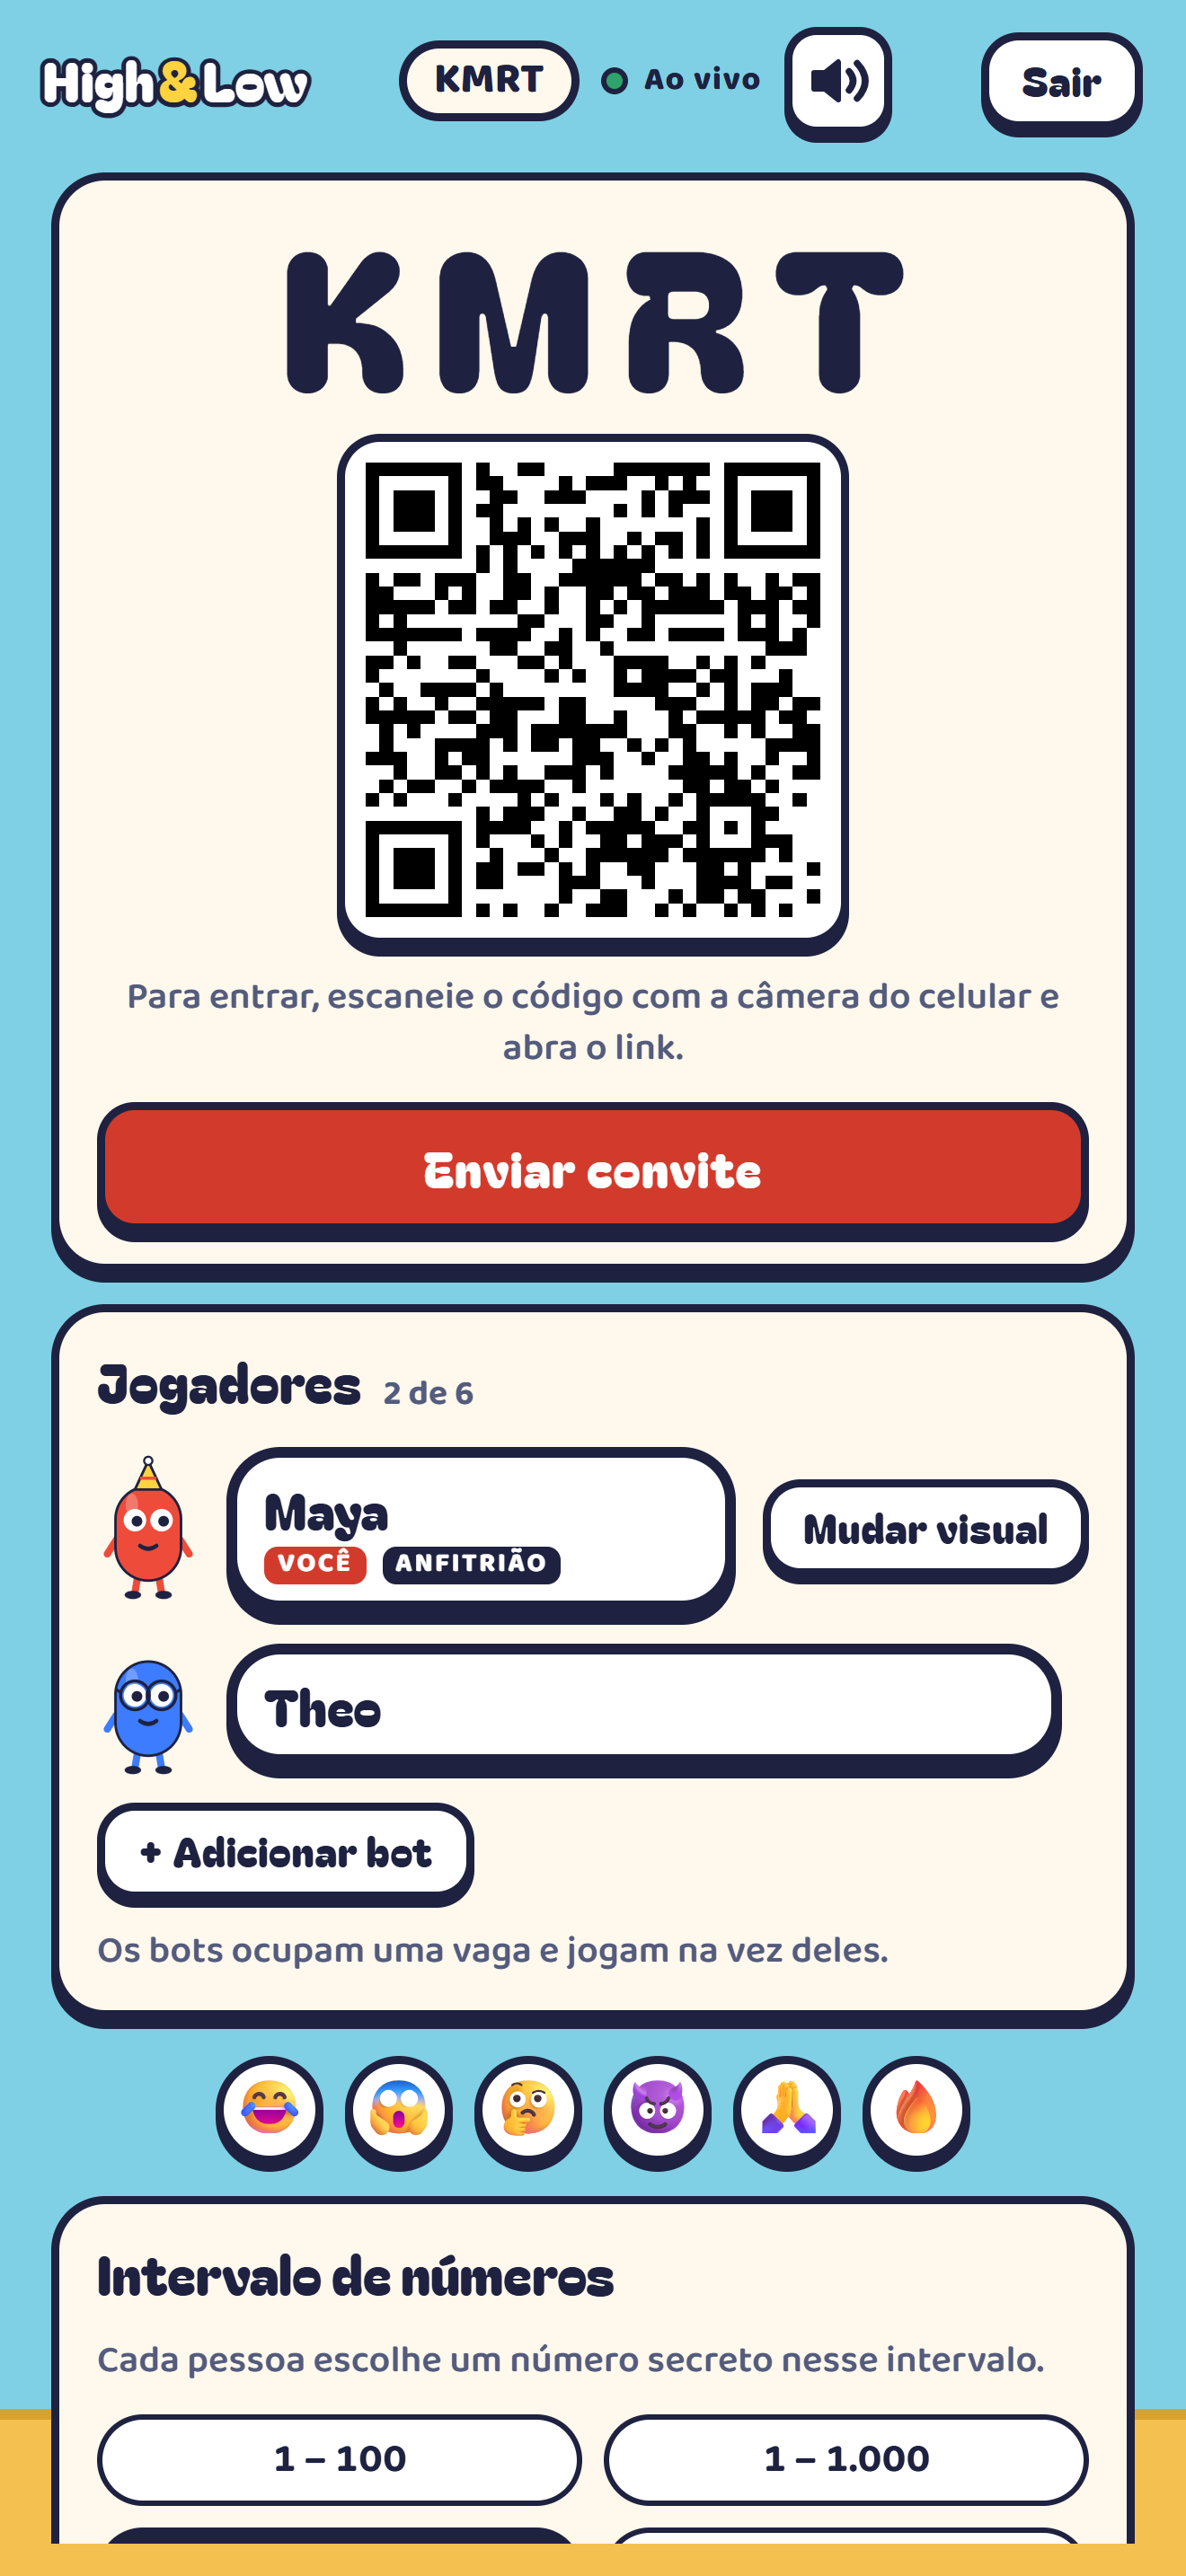 High&Low
KMRT
Ao vivo
Sair
KMRT
Para entrar, escaneie o código com a câmera do celular e
abra o link.
Enviar convite
Jogadores 2 de 6
Maya
VOCÊ ANFITRIÃO
Mudar visual
Theo
+ Adicionar bot
Os bots ocupam uma vaga e jogam na vez deles.
Intervalo de números
Cada pessoa escolhe um número secreto nesse intervalo.
1 – 100
1 – 1.000